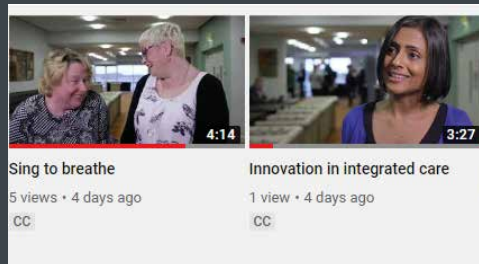 4:14
3:27
Sing to breathe
Innovation in integrated care
5 views • 4 days ago
1 view • 4 days ago
CC
CC